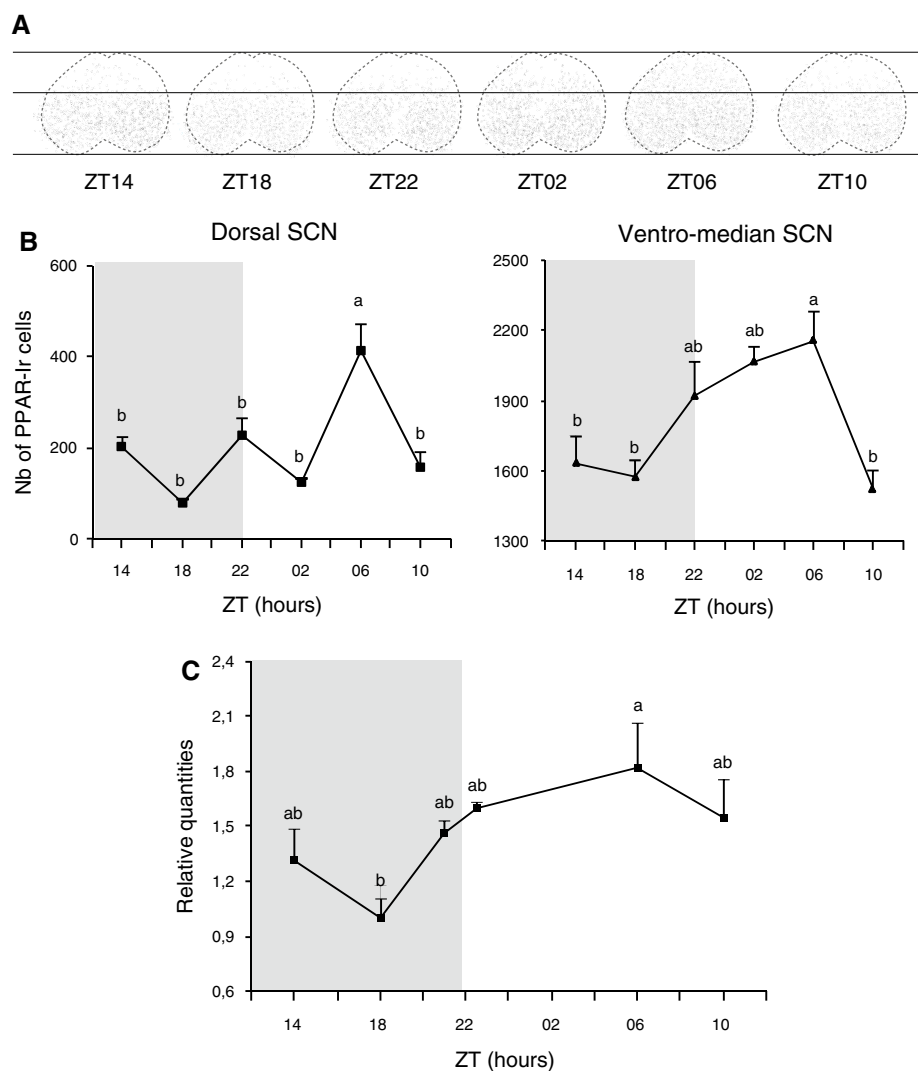 A
ZT14 ZT18 ZT22 ZT02 ZT06 ZT10
B
Dorsal SCN
Nb of PPAR-Ir cells
600
400
200
0
b b b b a b
14 18 22 02 06 10
ZT (hours)
Ventro-median SCN
2500
2200
1900
1600
1300
b b ab ab a b
14 18 22 02 06 10
ZT (hours)
C
Relative quantities
2,4
2,1
1,8
1,5
1,2
0,9
0,6
ab b ab ab a ab
14 18 22 02 06 10
ZT (hours)